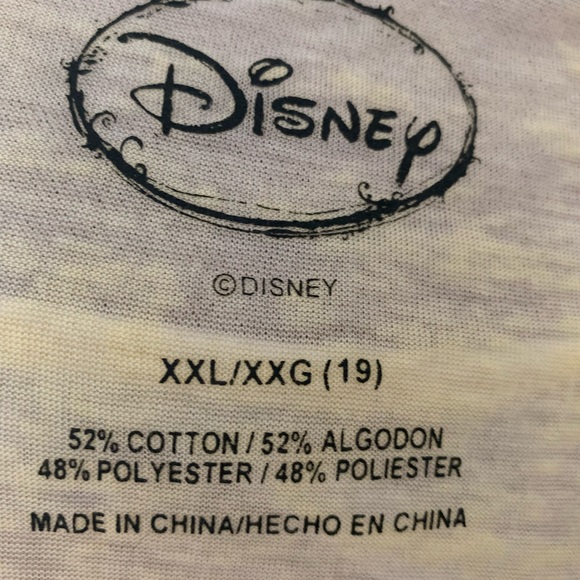 DISNEY
©DISNEY
XXL/XXG (19)
52% COTTON / 52% ALGODON
48% POLYESTER / 48% POLIESTER
MADE IN CHINA/HECHO EN CHINA